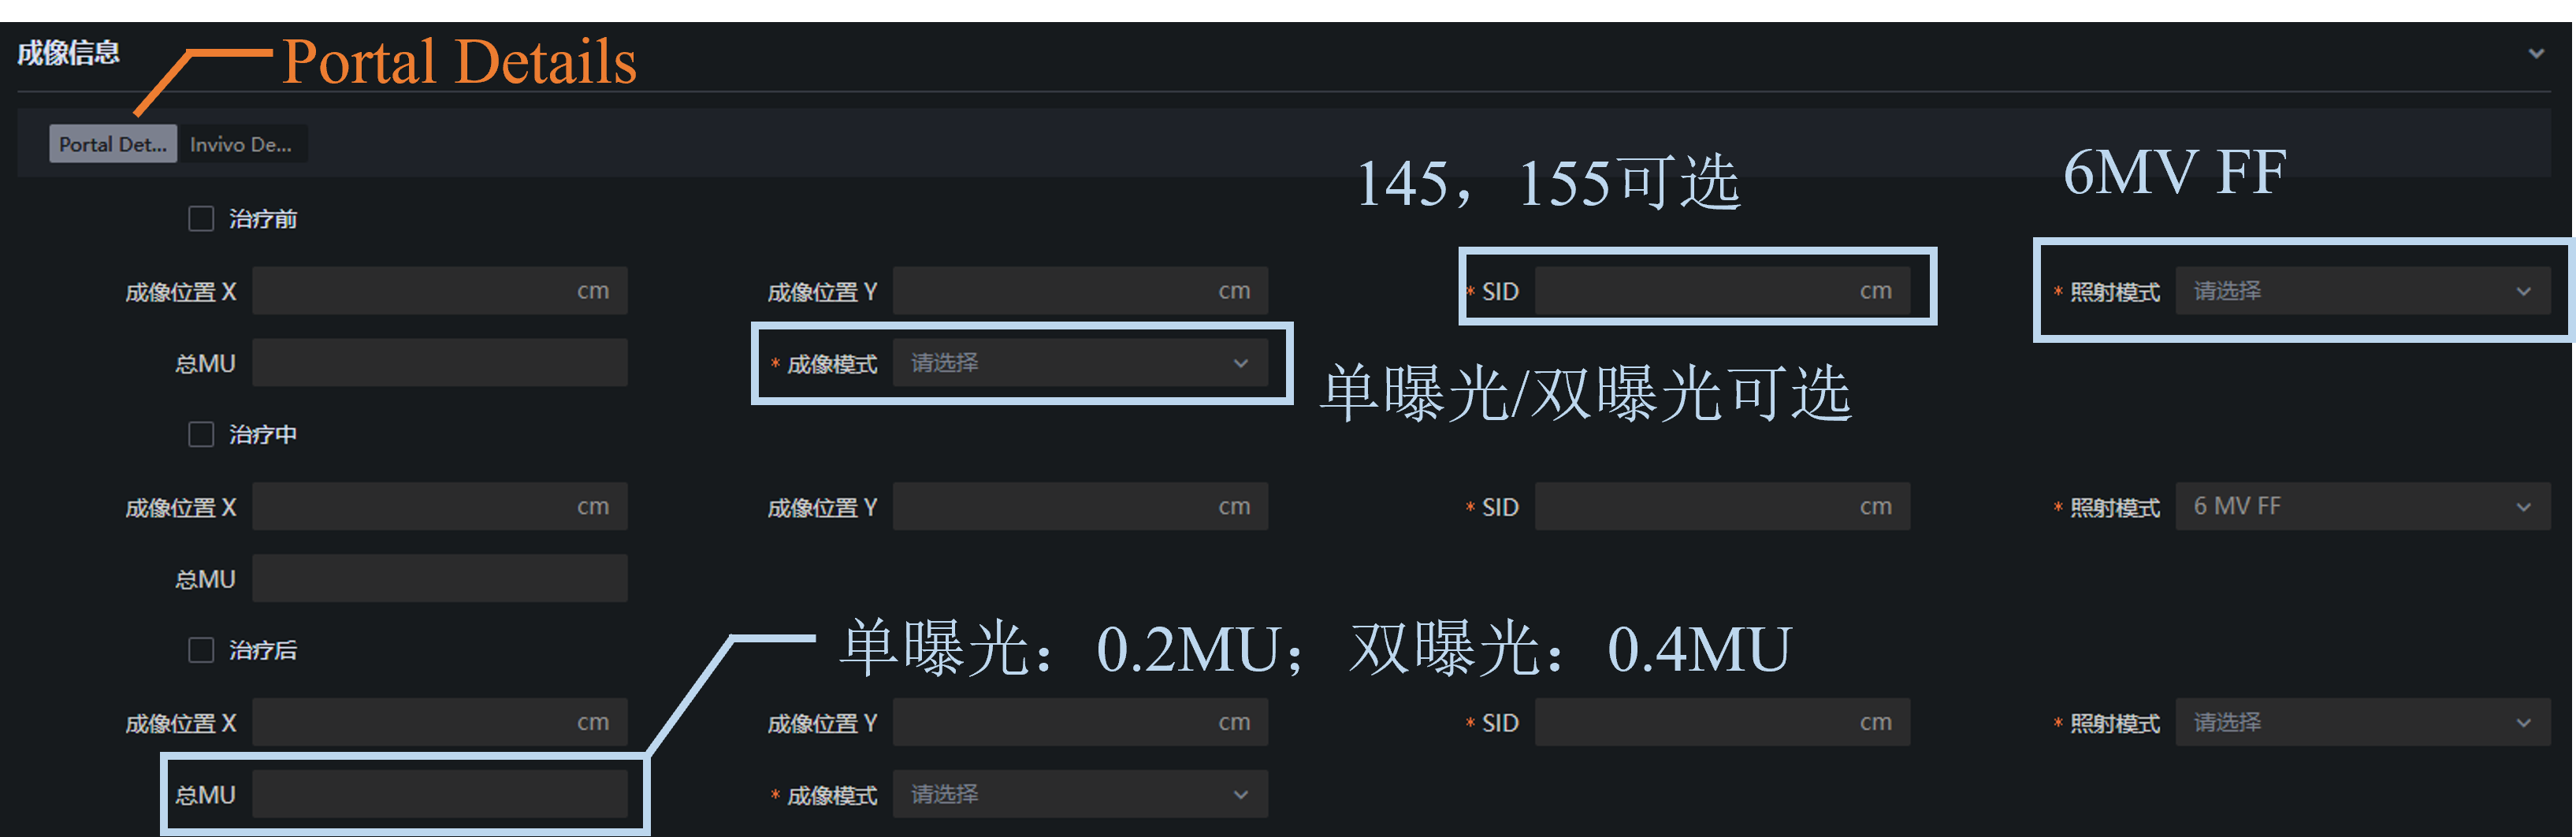 成像信息
Portal Details
Portal Det... Invivo De...
145，155可选
6MV FF
治疗前
成像位置 X cm 成像位置 Y cm * SID cm * 照射模式 请选择
总MU * 成像模式 请选择
单曝光/双曝光可选
治疗中
成像位置 X cm 成像位置 Y cm * SID cm * 照射模式 6 MV FF
总MU
单曝光：0.2MU；双曝光：0.4MU
治疗后
成像位置 X cm 成像位置 Y cm * SID cm * 照射模式 请选择
总MU * 成像模式 请选择